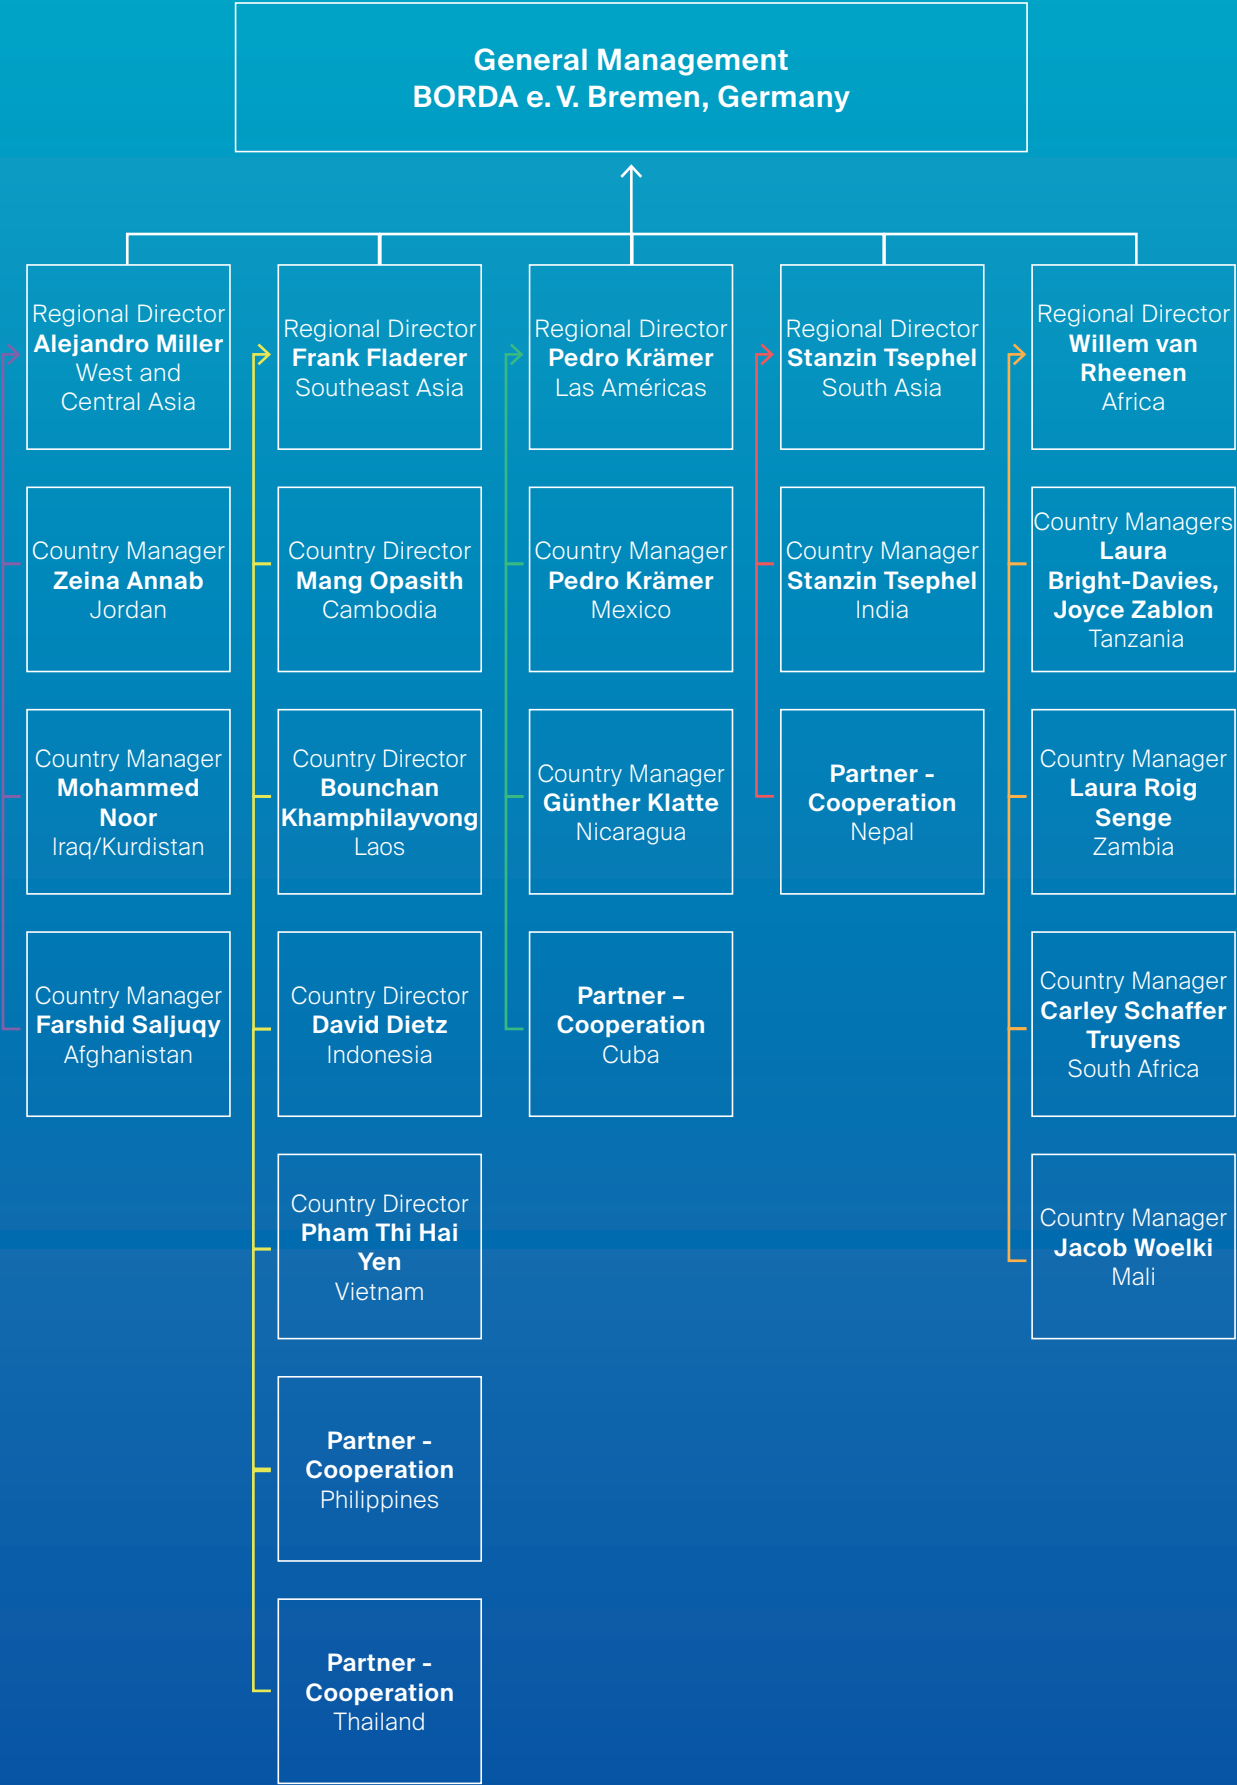 General Management
BORDA e. V. Bremen, Germany
Regional Director
Alejandro Miller
West and
Central Asia
Regional Director
Frank Fladerer
Southeast Asia
Regional Director
Pedro Krämer
Las Américas
Regional Director
Stanzin Tsephel
South Asia
Regional Director
Willem van
Rheenen
Africa
Country Manager
Zeina Annab
Jordan
Country Director
Mang Opasith
Cambodia
Country Manager
Pedro Krämer
Mexico
Country Manager
Stanzin Tsephel
India
Country Managers
Laura
Bright-Davies,
Joyce Zablon
Tanzania
Country Manager
Mohammed
Noor
Iraq/Kurdistan
Country Director
Bounchan
Khamphilayvong
Laos
Country Manager
Günther Klatte
Nicaragua
Partner -
Cooperation
Nepal
Country Manager
Laura Roig
Senge
Zambia
Country Manager
Farshid Saljuqy
Afghanistan
Country Director
David Dietz
Indonesia
Partner –
Cooperation
Cuba
Country Manager
Carley Schaffer
Truyens
South Africa
Country Director
Pham Thi Hai
Yen
Vietnam
Country Manager
Jacob Woelki
Mali
Partner -
Cooperation
Philippines
Partner -
Cooperation
Thailand